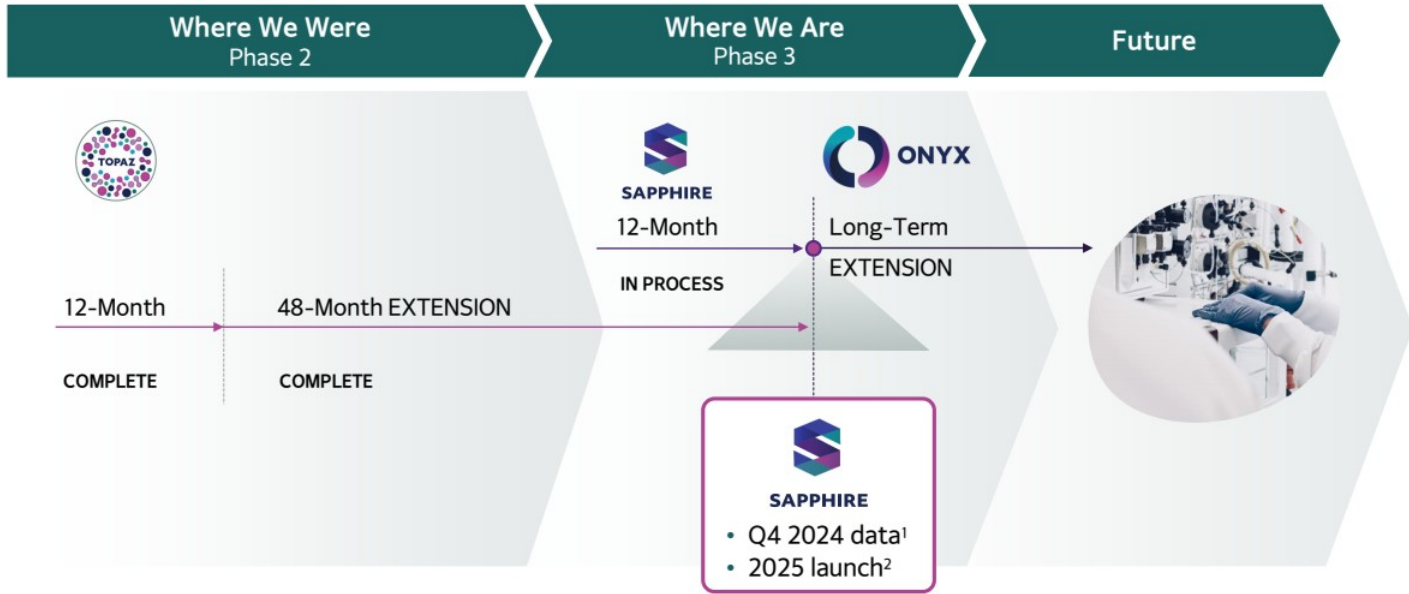 Where We Were
Phase 2
Where We Are
Phase 3
Future
TOPAZ
12-Month
COMPLETE
48-Month EXTENSION
COMPLETE
SAPPHIRE
12-Month
IN PROCESS
ONYX
Long-Term
EXTENSION
SAPPHIRE
• Q4 2024 data¹
• 2025 launch²